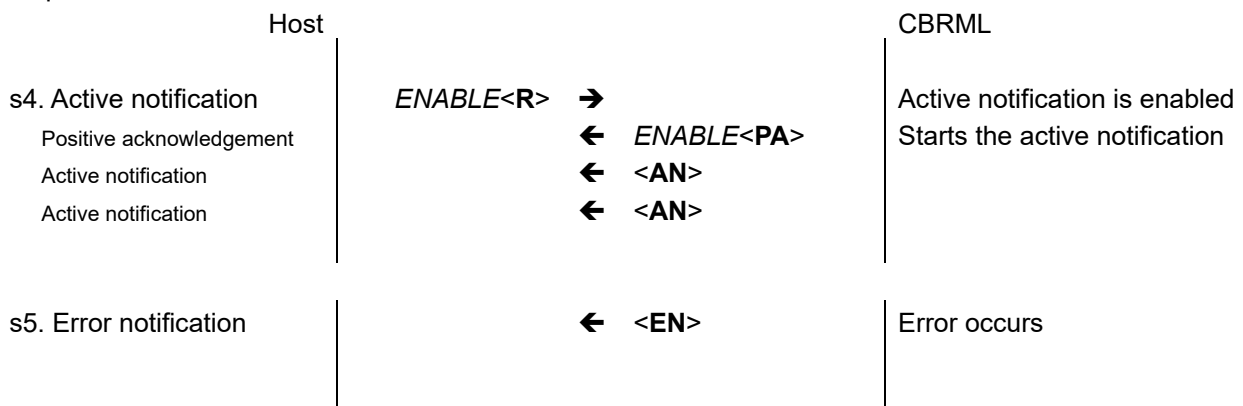 Host CBRML
s4. Active notification ENABLE<R> ➔ Active notification is enabled
Positive acknowledgement 🡰 ENABLE<PA> Starts the active notification
Active notification 🡰 <AN>
Active notification 🡰 <AN>
s5. Error notification 🡰 <EN> Error occurs